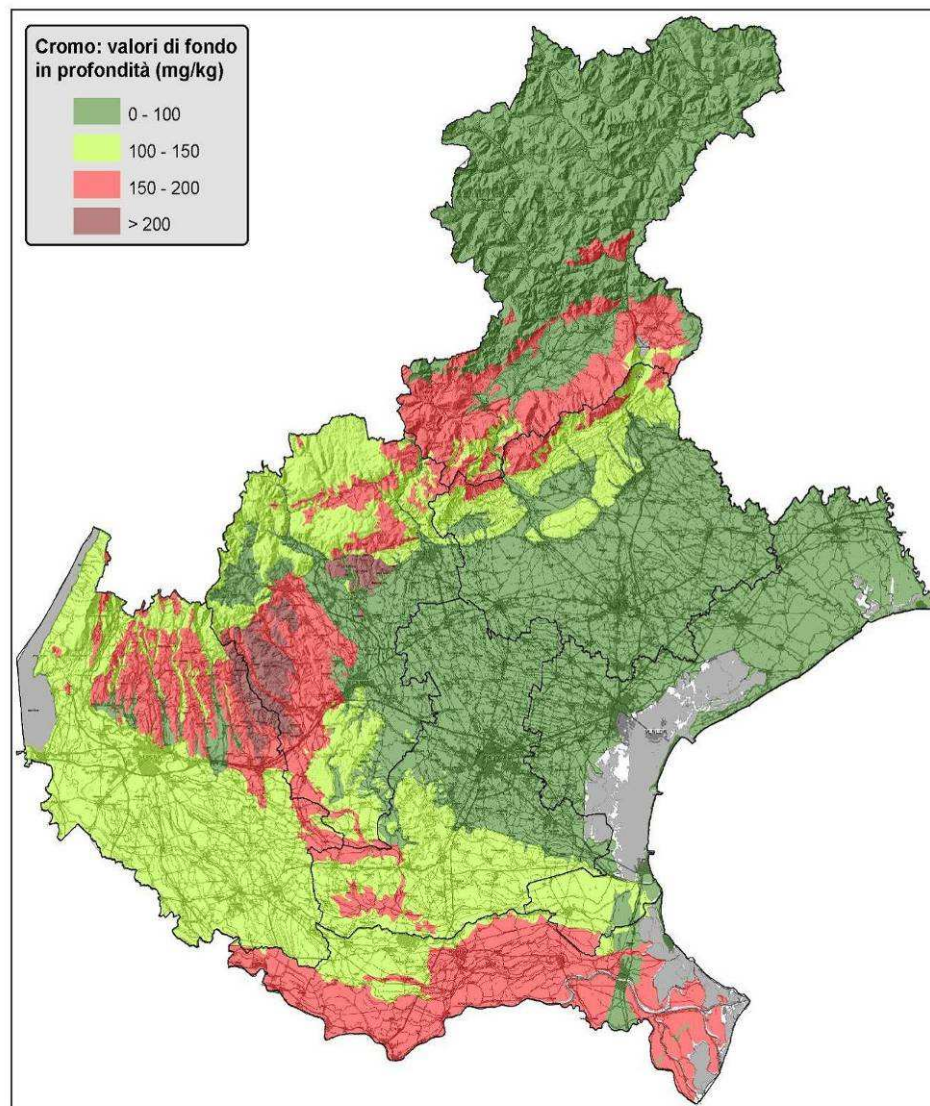 Cromo: valori di fondo
in profondità (mg/kg)
0 - 100
100 - 150
150 - 200
> 200